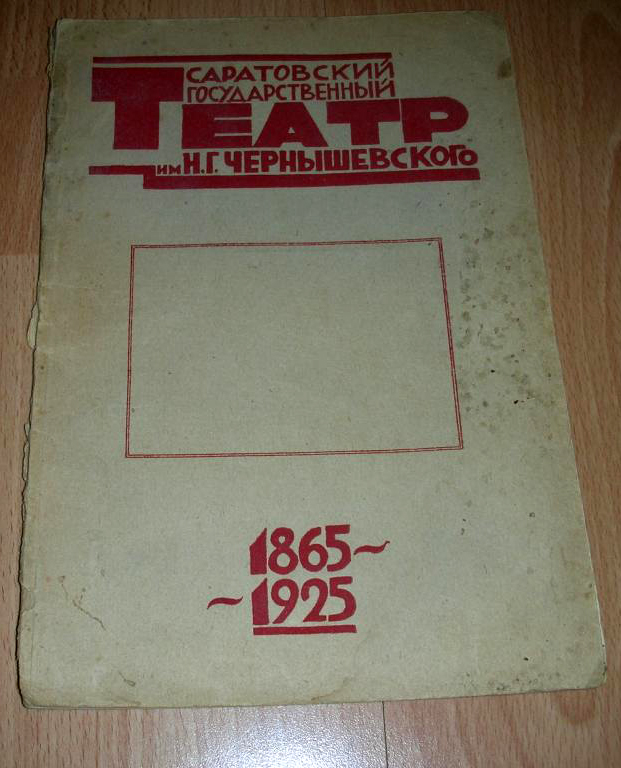 САРАТОВСКИЙ
ГОСУДАРСТВЕННЫЙ
ТЕАТР
ИМ Н.Г. ЧЕРНЫШЕВСКОГО
1865~
~1925